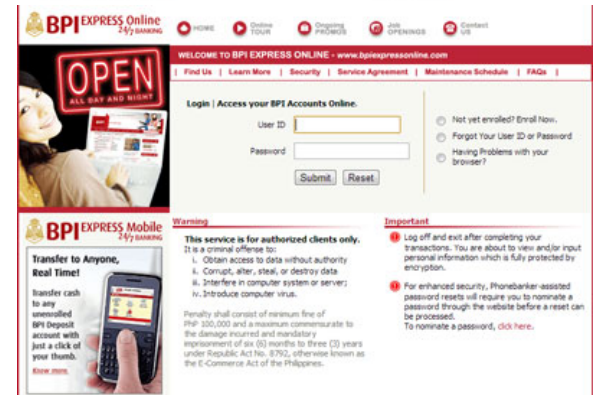 BPI EXPRESS Online
24/7 BANKING
HOME
Online TOUR
Ongoing PROMOS
Job OPENINGS
Contact US
WELCOME TO BPI EXPRESS ONLINE - www.bpiexpressonline.com
| Find Us | Learn More | Security | Service Agreement | Maintenance Schedule | FAQs |
OPEN
ALL DAY AND NIGHT
Login | Access your BPI Accounts Online.
User ID
Password
Submit Reset
Not yet enrolled? Enroll Now.
Forgot Your User ID or Password
Having Problems with your
browser?
BPI EXPRESS Mobile
24/7 BANKING
Transfer to Anyone,
Real Time!
Transfer cash
to any
unenrolled
BPI Deposit
account with
just a click of
your thumb.
Know more.
Warning
This service is for authorized clients only.
It is a criminal offense to:
i. Obtain access to data without authority
ii. Corrupt, alter, steal, or destroy data
iii. Interfere in computer system or server;
iv. Introduce computer virus.
Penalty shall consist of minimum fine of
PhP 100,000 and a maximum commensurate to
the damage incurred and mandatory
imprisonment of six (6) months to three (3) years
under Republic Act No. 8792, otherwise known as
the E-Commerce Act of the Philippines.
Important
Log off and exit after completing your
transactions. You are about to view and/or input
personal information which is fully protected by
encryption.
For enhanced security, Phonebanker-assisted
password resets will require you to nominate a
password through the website before a reset can
be processed.
To nominate a password, click here.